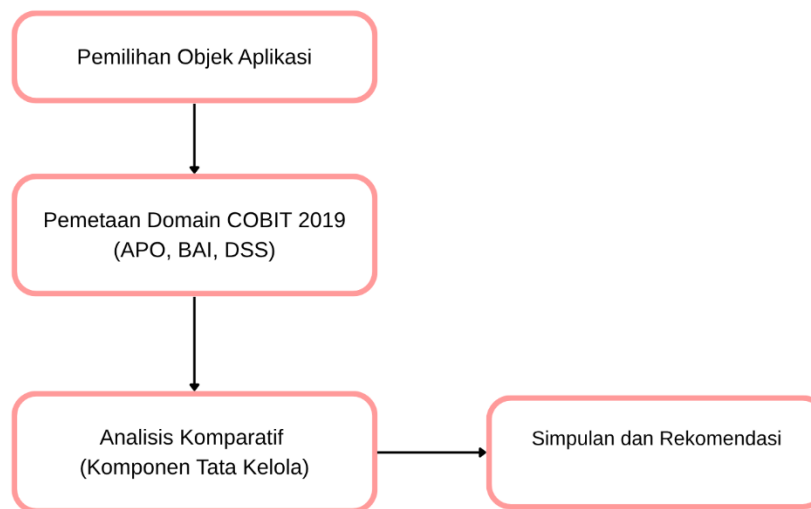 Pemilihan Objek Aplikasi
Pemetaan Domain COBIT 2019
(APO, BAI, DSS)
Analisis Komparatif
(Komponen Tata Kelola)
Simpulan dan Rekomendasi